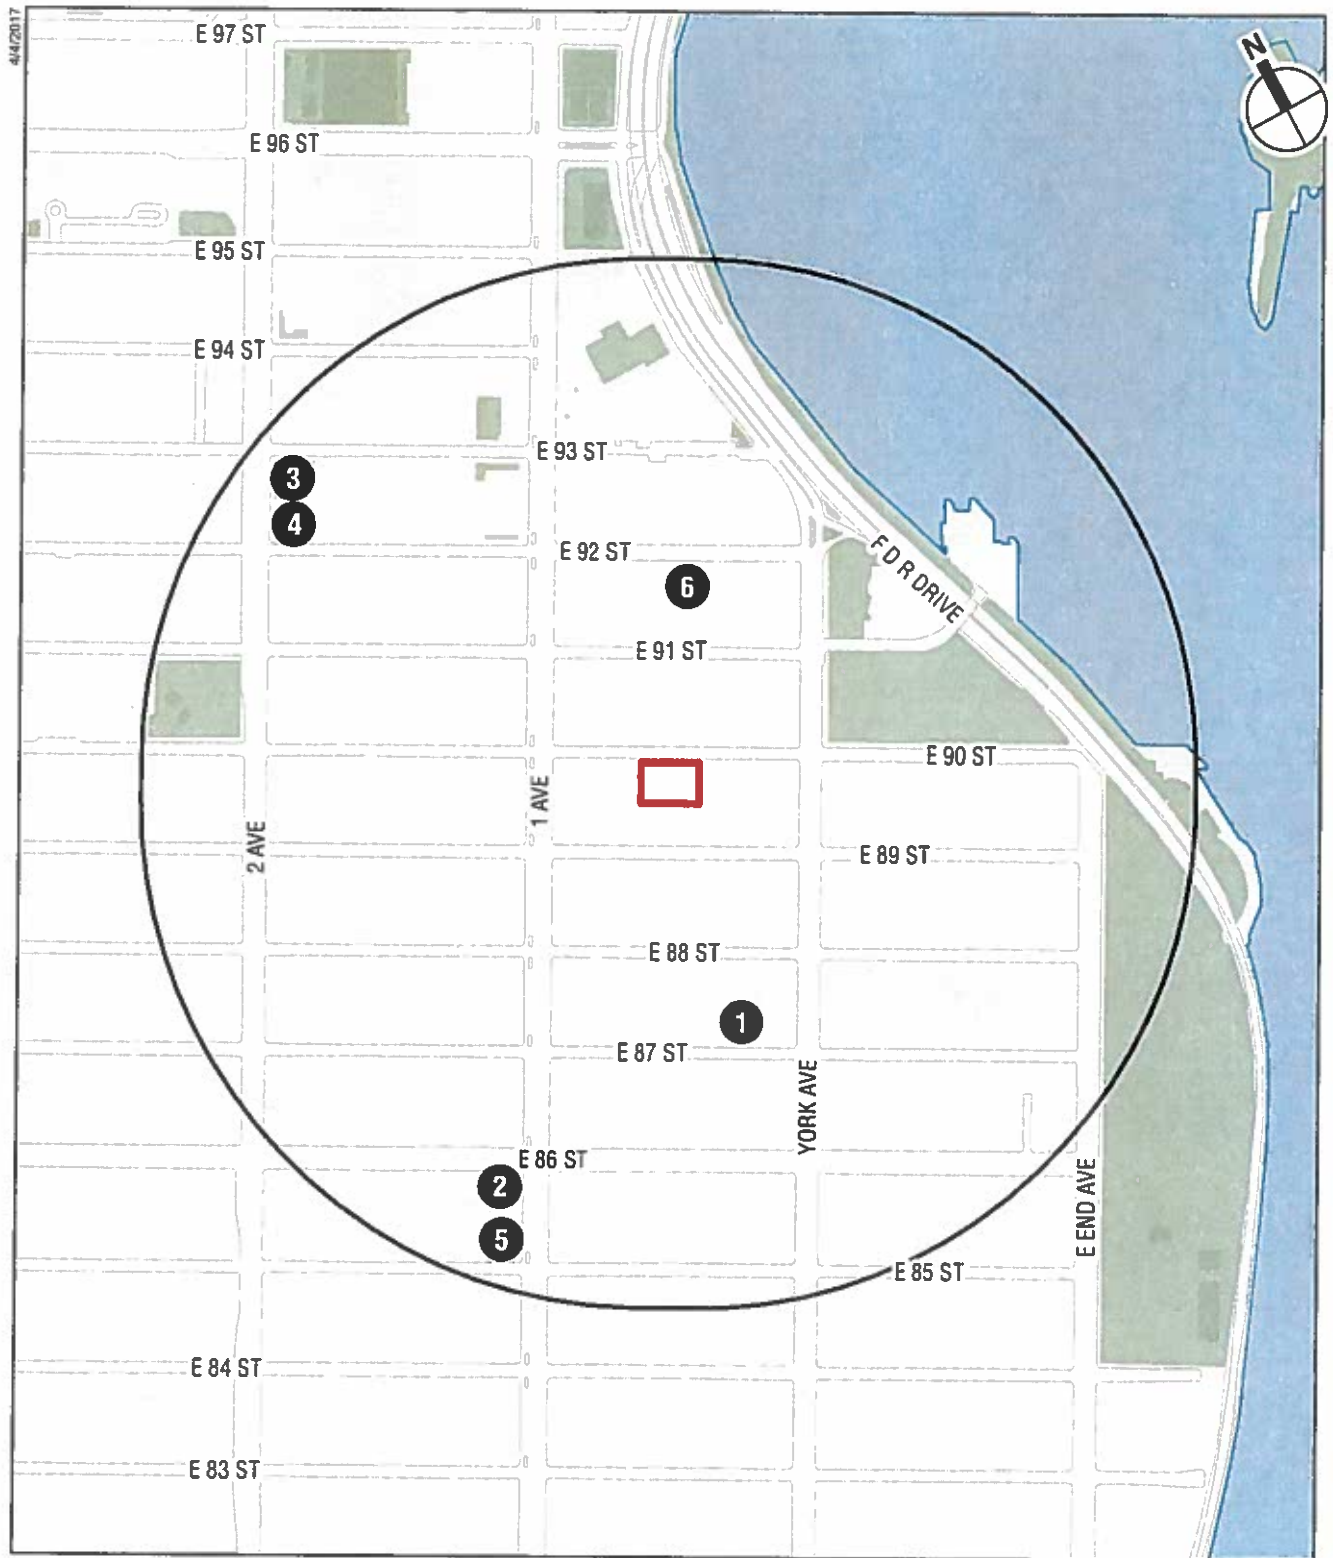 4/4/2017
E 97 ST
N
E 96 ST
E 95 ST
E 94 ST
E 93 ST
3
4
E 92 ST
F D R DRIVE
6
E 91 ST
E 90 ST
1 AVE
2 AVE
E 89 ST
E 88 ST
1
E 87 ST
YORK AVE
E 86 ST
2
E END AVE
5
E 85 ST
E 84 ST
E 83 ST